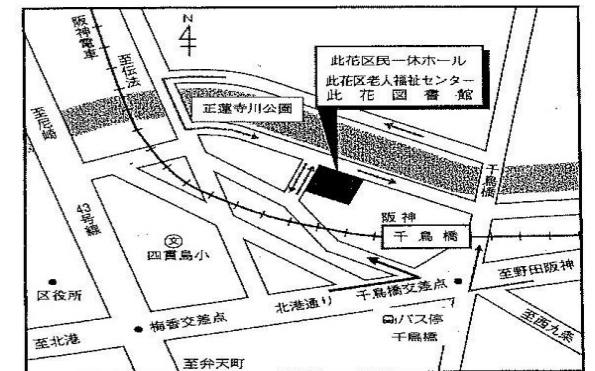 阪神電車
至伝法
N
至尼崎
正蓮寺川公園
此花区民一休ホール
此花区老人福祉センター
此花図書館
千鳥橋
43号線
文
四貫島小
阪神
千鳥橋
区役所
梅香交差点
北港通り
千鳥橋交差点
至野田阪神
バス停
千鳥橋
至西九条
至北港
至弁天町